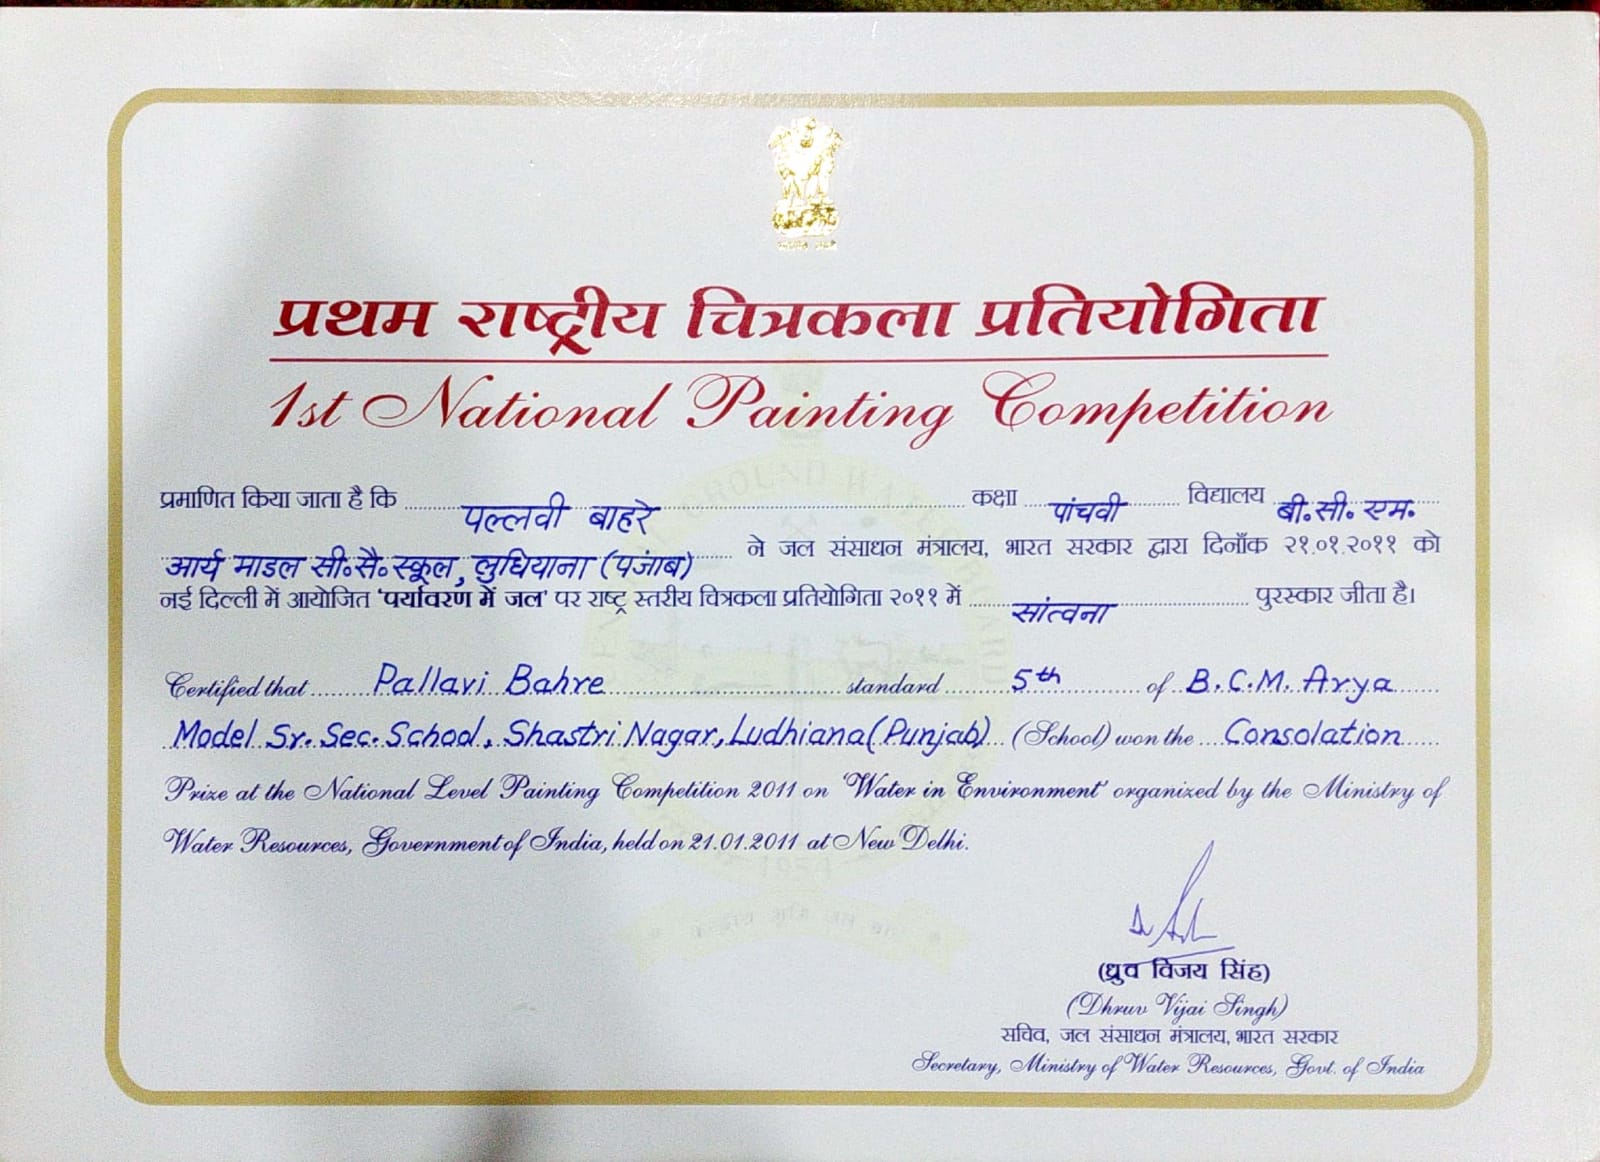 प्रथम राष्ट्रीय चित्रकला प्रतियोगिता
1st National Painting Competition
प्रमाणित किया जाता है कि पल्लवी बाहरे कक्षा पांचवी विद्यालय बी.सी. एम.
आर्य माडल सी.सै. स्कूल, लुधियाना (पंजाब) ने जल संसाधन मंत्रालय, भारत सरकार द्वारा दिनाँक २१.०१.२०११ को
नई दिल्ली में आयोजित 'पर्यावरण में जल' पर राष्ट्र स्तरीय चित्रकला प्रतियोगिता २०११ में सांत्वना पुरस्कार जीता है।
Certified that Pallavi Bahre standard 5th of B.C.M. Arya
Model Sr. Sec. School, Shastri Nagar, Ludhiana (Punjab) (School) won the Consolation
Prize at the National Level Painting Competition 2011 on 'Water in Environment' organized by the Ministry of
Water Resources, Government of India, held on 21.01.2011 at New Delhi.
(ध्रुव विजय सिंह)
(Dhruv Vijai Singh)
सचिव, जल संसाधन मंत्रालय, भारत सरकार
Secretary, Ministry of Water Resources, Govt. of India